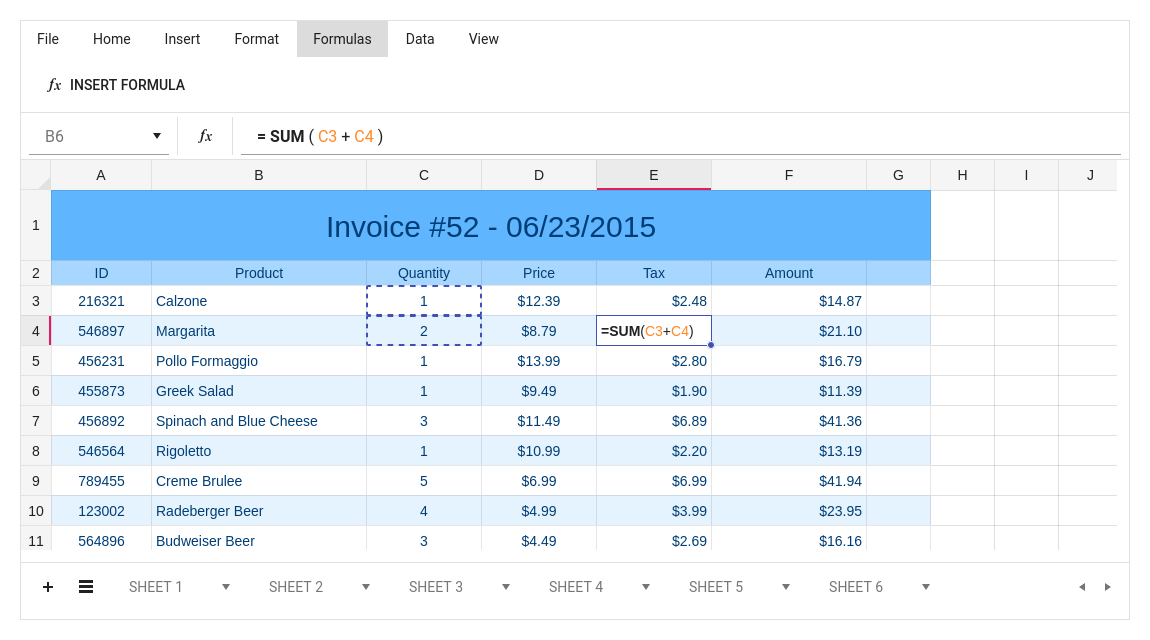 File Home Insert Format Formulas Data View
fx INSERT FORMULA
B6 fx = SUM ( C3 + C4 )
A B C D E F G H I J
1 Invoice #52 - 06/23/2015
2 ID Product Quantity Price Tax Amount
3 216321 Calzone 1 $12.39 $2.48 $14.87
4 546897 Margarita 2 $8.79 =SUM(C3+C4) $21.10
5 456231 Pollo Formaggio 1 $13.99 $2.80 $16.79
6 455873 Greek Salad 1 $9.49 $1.90 $11.39
7 456892 Spinach and Blue Cheese 3 $11.49 $6.89 $41.36
8 546564 Rigoletto 1 $10.99 $2.20 $13.19
9 789455 Creme Brulee 5 $6.99 $6.99 $41.94
10 123002 Radeberger Beer 4 $4.99 $3.99 $23.95
11 564896 Budweiser Beer 3 $4.49 $2.69 $16.16
SHEET 1 SHEET 2 SHEET 3 SHEET 4 SHEET 5 SHEET 6